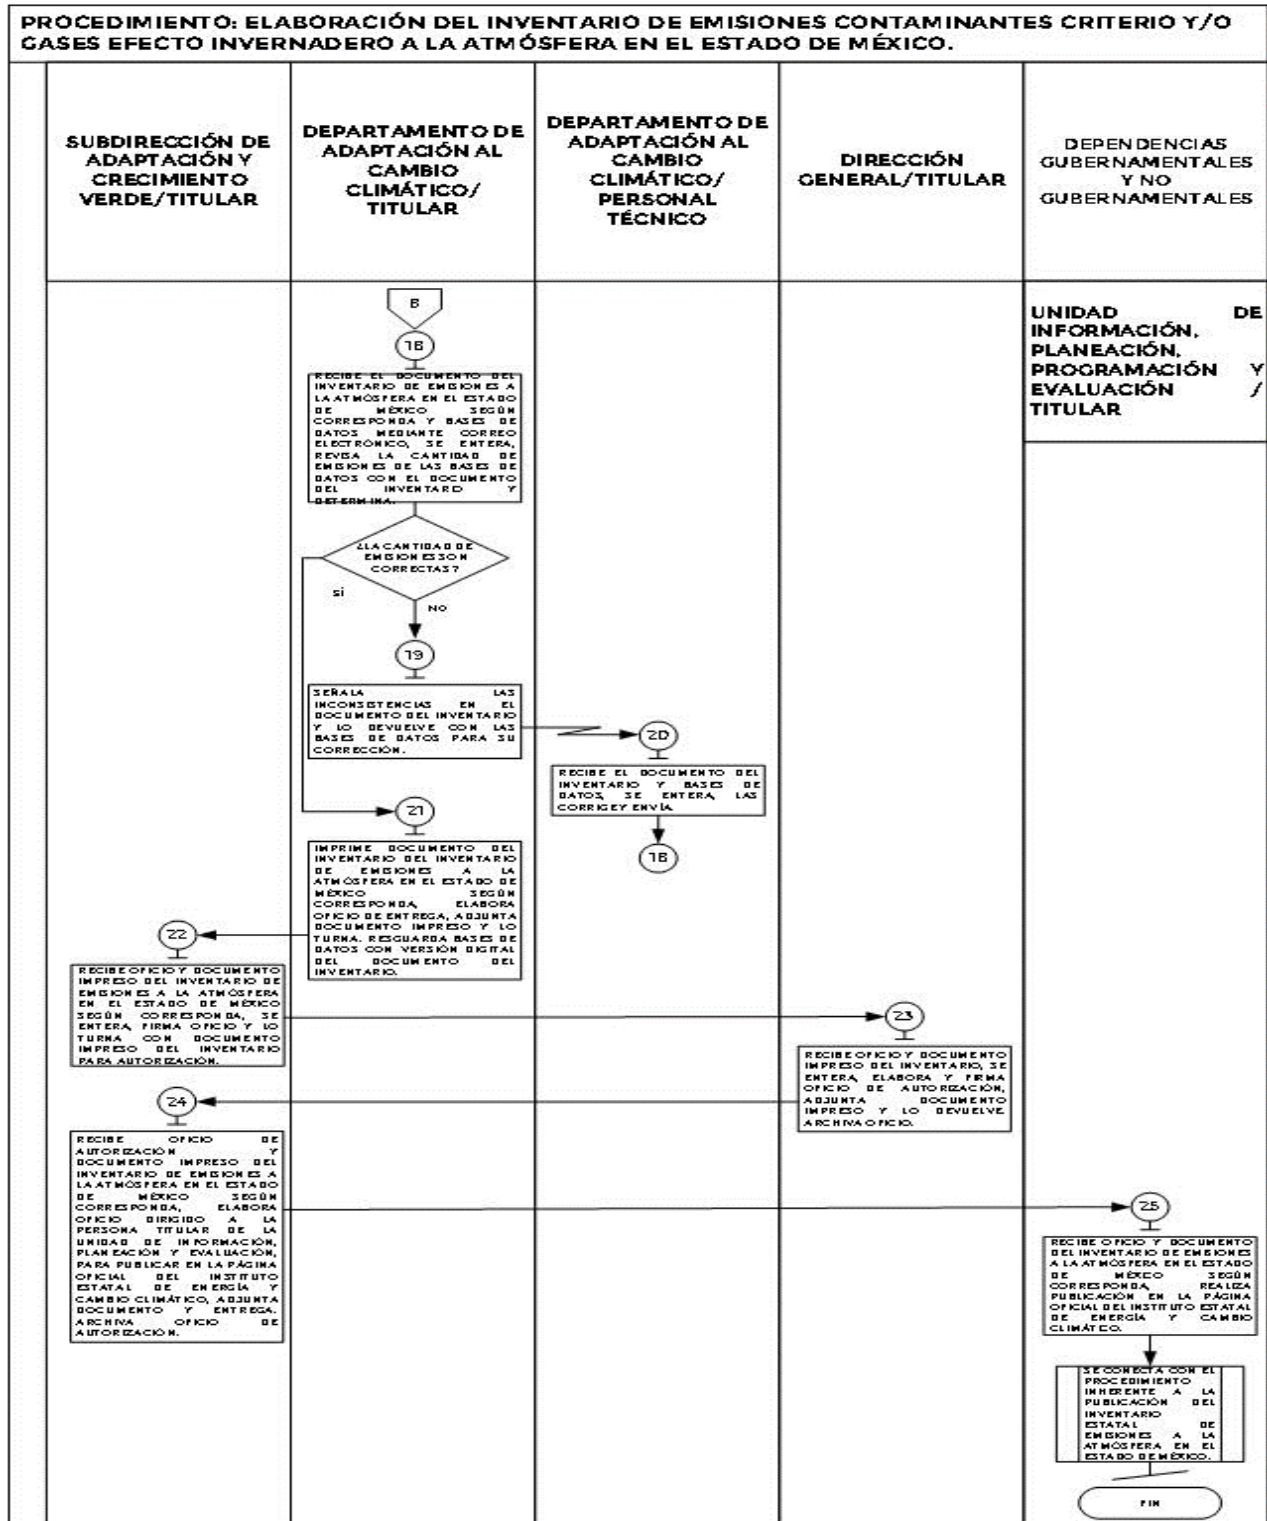 PROCEDIMIENTO: ELABORACIÓN DEL INVENTARIO DE EMISIONES CONTAMINANTES CRITERIO Y/O
GASES EFECTO INVERNADERO A LA ATMÓSFERA EN EL ESTADO DE MÉXICO.
SUBDIRECCIÓN DE
ADAPTACIÓN Y
CRECIMIENTO
VERDE/TITULAR
DEPARTAMENTO DE
ADAPTACIÓN AL
CAMBIO
CLIMÁTICO/
TITULAR
DEPARTAMENTO DE
ADAPTACIÓN AL
CAMBIO
CLIMÁTICO/
PERSONAL
TÉCNICO
DIRECCIÓN
GENERAL/TITULAR
DEPENDENCIAS
GUBERNAMENTALES
Y NO
GUBERNAMENTALES
UNIDAD DE
INFORMACIÓN,
PLANEACIÓN,
PROGRAMACIÓN Y
EVALUACIÓN /
TITULAR
B
18
RECIBE EL DOCUMENTO DEL
INVENTARIO DE EMISIONES A
LA ATMÓSFERA EN EL ESTADO
DE MÉXICO SEGÚN
CORRESPONDA Y BASES DE
DATOS MEDIANTE CORREO
ELECTRÓNICO, SE ENTERA,
REVISA LA CANTIDAD DE
EMISIONES DE LAS BASES DE
DATOS CON EL DOCUMENTO
DEL INVENTARIO Y
DETERMINA.
¿LA CANTIDAD DE
EMISIONES SON
CORRECTAS?
SÍ
NO
19
SEÑALA LAS
INCONSISTENCIAS EN EL
DOCUMENTO DEL INVENTARIO
Y LO DEVUELVE CON LAS
BASES DE DATOS PARA SU
CORRECCIÓN.
20
RECIBE EL DOCUMENTO DEL
INVENTARIO Y BASES DE
DATOS, SE ENTERA, LAS
CORRIGE Y ENVÍA.
18
21
IMPRIME DOCUMENTO DEL
INVENTARIO DEL INVENTARIO
DE EMISIONES A LA
ATMÓSFERA EN EL ESTADO DE
MÉXICO SEGÚN
CORRESPONDA, ELABORA
OFICIO DE ENTREGA, ADJUNTA
DOCUMENTO IMPRESO Y LO
TURNA. RESGUARDA BASES DE
DATOS CON VERSIÓN DIGITAL
DEL DOCUMENTO DEL
INVENTARIO.
22
RECIBE OFICIO Y DOCUMENTO
IMPRESO DEL INVENTARIO DE
EMISIONES A LA ATMÓSFERA
EN EL ESTADO DE MÉXICO
SEGÚN CORRESPONDA, SE
ENTERA, FIRMA OFICIO Y LO
TURNA CON DOCUMENTO
IMPRESO DEL INVENTARIO
PARA AUTORIZACIÓN.
23
RECIBE OFICIO Y DOCUMENTO
IMPRESO DEL INVENTARIO, SE
ENTERA, ELABORA Y FIRMA
OFICIO DE AUTORIZACIÓN,
ADJUNTA DOCUMENTO
IMPRESO Y LO DEVUELVE.
ARCHIVA OFICIO.
24
RECIBE OFICIO DE
AUTORIZACIÓN Y
DOCUMENTO IMPRESO DEL
INVENTARIO DE EMISIONES A
LA ATMÓSFERA EN EL ESTADO
DE MÉXICO SEGÚN
CORRESPONDA, ELABORA
OFICIO DIRIGIDO A LA
PERSONA TITULAR DE LA
UNIDAD DE INFORMACIÓN,
PLANEACIÓN Y EVALUACIÓN,
PARA PUBLICAR EN LA PÁGINA
OFICIAL DEL INSTITUTO
ESTATAL DE ENERGÍA Y
CAMBIO CLIMÁTICO, ADJUNTA
DOCUMENTO Y ENTREGA.
ARCHIVA OFICIO DE
AUTORIZACIÓN.
25
RECIBE OFICIO Y DOCUMENTO
DEL INVENTARIO DE EMISIONES
A LA ATMÓSFERA EN EL ESTADO
DE MÉXICO SEGÚN
CORRESPONDA, REALIZA
PUBLICACIÓN EN LA PÁGINA
OFICIAL DEL INSTITUTO ESTATAL
DE ENERGÍA Y CAMBIO
CLIMÁTICO.
SE CONECTA CON EL
PROCEDIMIENTO
INHERENTE A LA
PUBLICACIÓN DEL
INVENTARIO
ESTATAL DE
EMISIONES A LA
ATMÓSFERA EN EL
ESTADO DE MÉXICO.
FIN